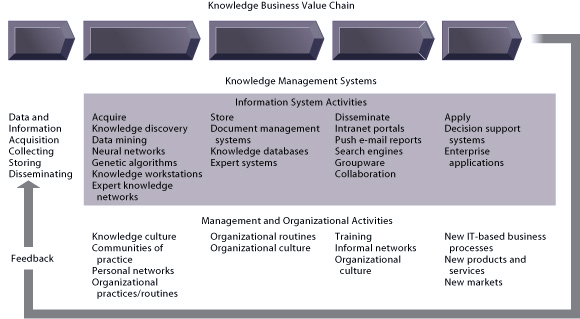 Knowledge Business Value Chain
Knowledge Management Systems
Information System Activities
Data and
Information
Acquisition
Collecting
Storing
Disseminating
Acquire
Knowledge discovery
Data mining
Neural networks
Genetic algorithms
Knowledge workstations
Expert knowledge
networks
Store
Document management
systems
Knowledge databases
Expert systems
Disseminate
Intranet portals
Push e-mail reports
Search engines
Groupware
Collaboration
Apply
Decision support
systems
Enterprise
applications
Management and Organizational Activities
Feedback
Knowledge culture
Communities of
practice
Personal networks
Organizational
practices/routines
Organizational routines
Organizational culture
Training
Informal networks
Organizational
culture
New IT-based business
processes
New products and
services
New markets